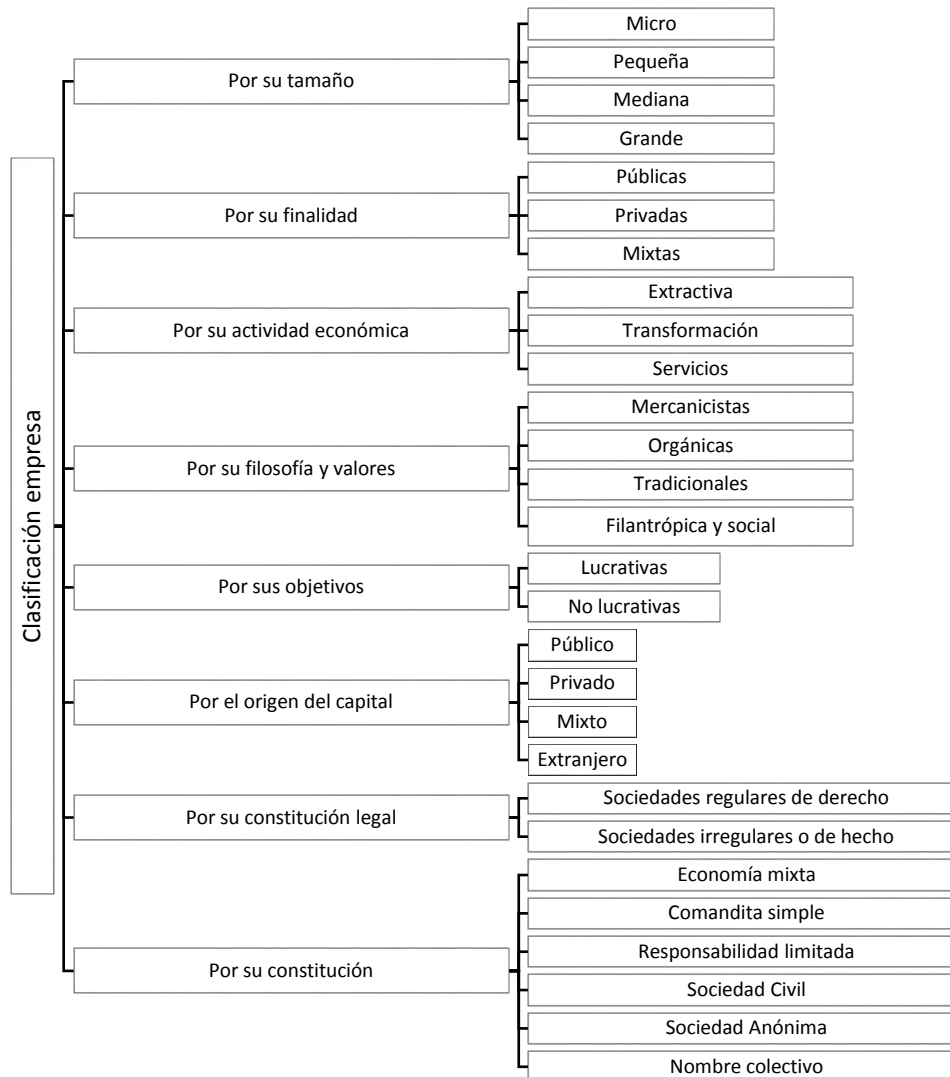 Clasificación empresa
Por su tamaño
Micro
Pequeña
Mediana
Grande
Por su finalidad
Públicas
Privadas
Mixtas
Por su actividad económica
Extractiva
Transformación
Servicios
Por su filosofía y valores
Mercanicistas
Orgánicas
Tradicionales
Filantrópica y social
Por sus objetivos
Lucrativas
No lucrativas
Por el origen del capital
Público
Privado
Mixto
Extranjero
Por su constitución legal
Sociedades regulares de derecho
Sociedades irregulares o de hecho
Por su constitución
Economía mixta
Comandita simple
Responsabilidad limitada
Sociedad Civil
Sociedad Anónima
Nombre colectivo